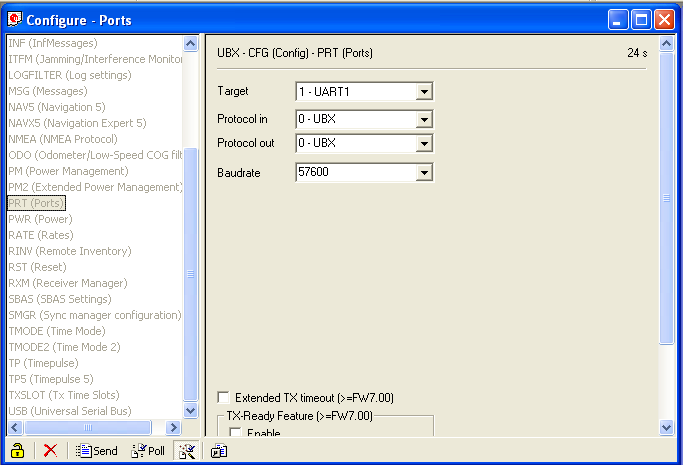 Configure - Ports
INF (InfMessages)
ITFM (Jamming/Interference Monitor
LOGFILTER (Log settings)
MSG (Messages)
NAV5 (Navigation 5)
NAVX5 (Navigation Expert 5)
NMEA (NMEA Protocol)
ODO (Odometer/Low-Speed COG filt
PM (Power Management)
PM2 (Extended Power Management)
PRT (Ports)
PWR (Power)
RATE (Rates)
RINV (Remote Inventory)
RST (Reset)
RXM (Receiver Manager)
SBAS (SBAS Settings)
SMGR (Sync manager configuration)
TMODE (Time Mode)
TMODE2 (Time Mode 2)
TP (Timepulse)
TP5 (Timepulse 5)
TXSLOT (Tx Time Slots)
USB (Universal Serial Bus)
UBX - CFG (Config) - PRT (Ports) 24 s
Target 1 - UART1
Protocol in 0 - UBX
Protocol out 0 - UBX
Baudrate 57600
Extended TX timeout (>=FW7.00)
TX-Ready Feature (>=FW7.00)
Enable
Send Poll